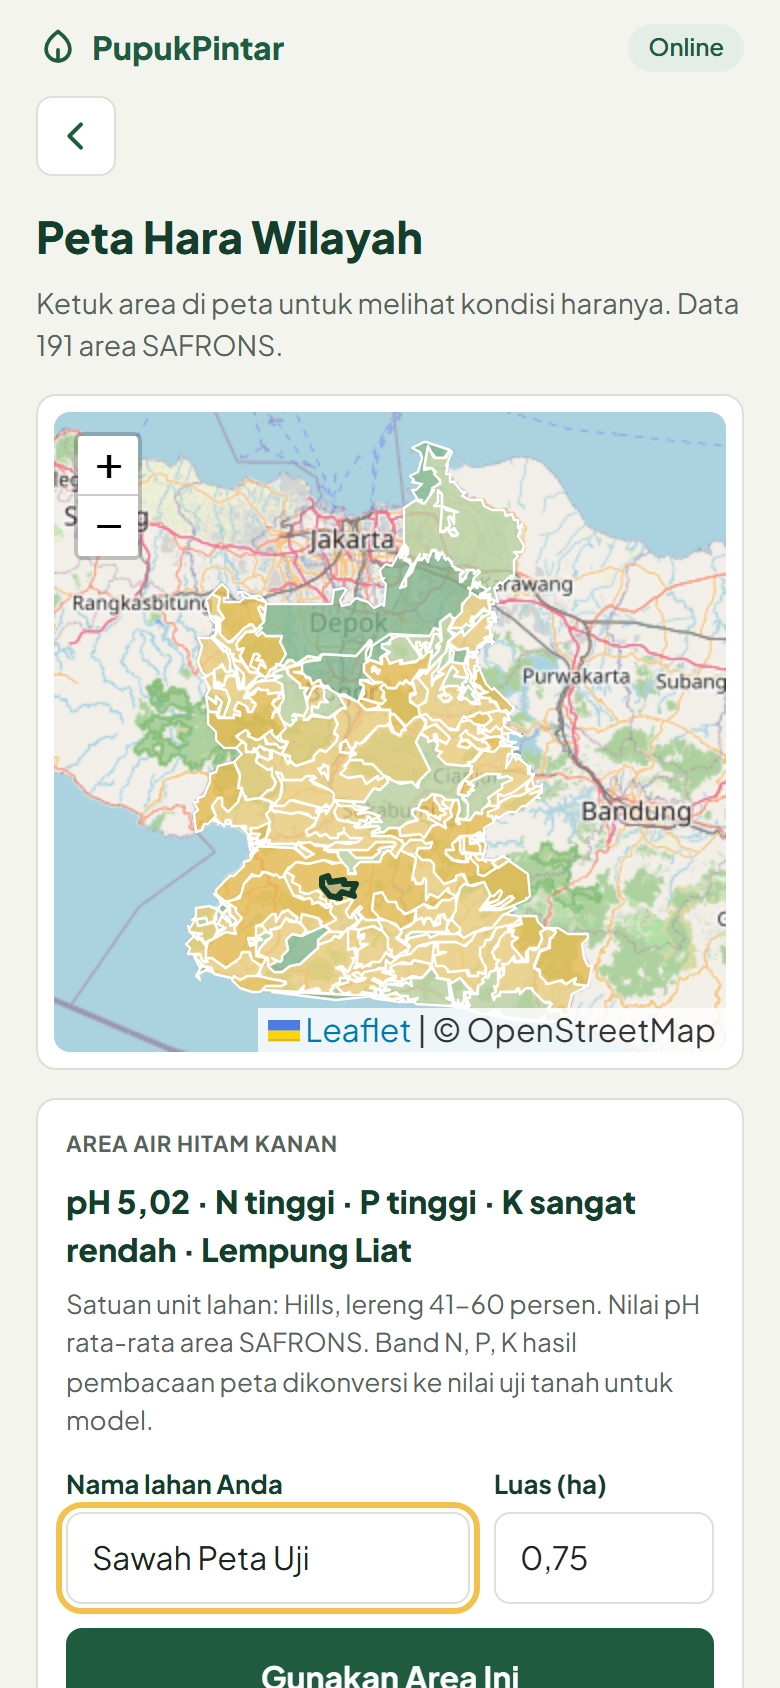 PupukPintar
Online
Peta Hara Wilayah
Ketuk area di peta untuk melihat kondisi haranya. Data
191 area SAFRONS.
+
−
Jakarta
Rangkasbitung
Depok
Purwakarta
Subang
Bandung
Leaflet | © OpenStreetMap
AREA AIR HITAM KANAN
pH 5,02 · N tinggi · P tinggi · K sangat
rendah · Lempung Liat
Satuan unit lahan: Hills, lereng 41–60 persen. Nilai pH
rata-rata area SAFRONS. Band N, P, K hasil
pembacaan peta dikonversi ke nilai uji tanah untuk
model.
Nama lahan Anda
Luas (ha)
Sawah Peta Uji
0,75
Gunakan Area Ini